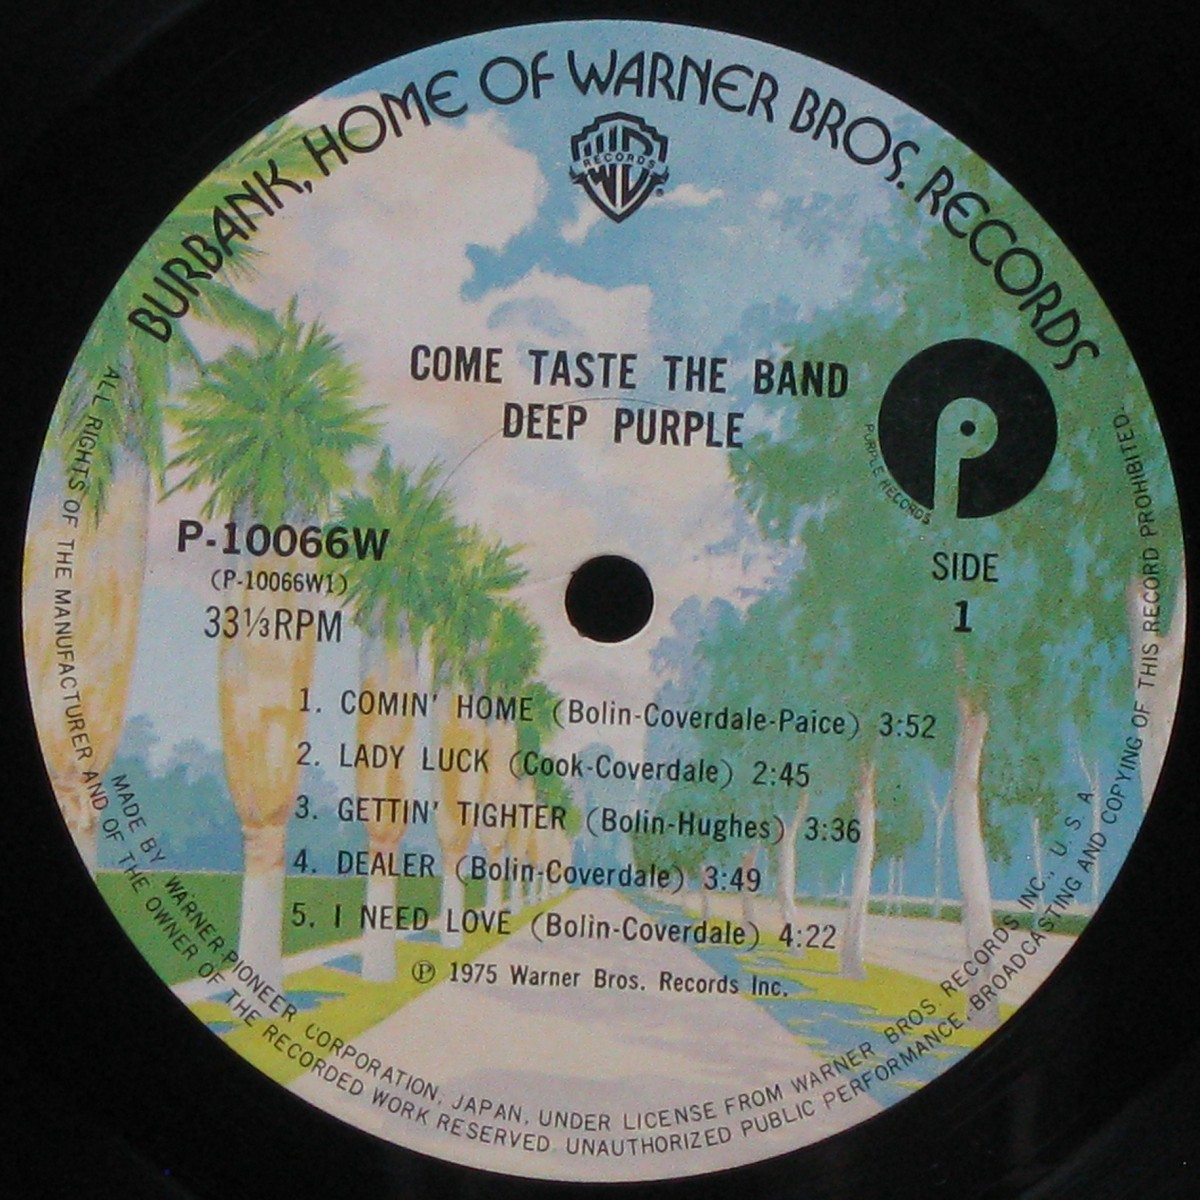 BURBANK, HOME OF WARNER BROS. RECORDS
W RECORDS
COME TASTE THE BAND
DEEP PURPLE
P
PURPLE RECORDS
P-10066W
(P-10066W1)
33⅓RPM
SIDE
1
1. COMIN' HOME (Bolin-Coverdale-Paice) 3:52
2. LADY LUCK (Cook-Coverdale) 2:45
3. GETTIN' TIGHTER (Bolin-Hughes) 3:36
4. DEALER (Bolin-Coverdale) 3:49
5. I NEED LOVE (Bolin-Coverdale) 4:22
℗ 1975 Warner Bros. Records Inc.
MADE BY WARNER-PIONEER CORPORATION, JAPAN, UNDER LICENSE FROM WARNER BROS. RECORDS, INC., U. S. A.
ALL RIGHTS OF THE MANUFACTURER AND OF THE OWNER OF THE RECORDED WORK RESERVED. UNAUTHORIZED PUBLIC PERFORMANCE, BROADCASTING AND COPYING OF THIS RECORD PROHIBITED.